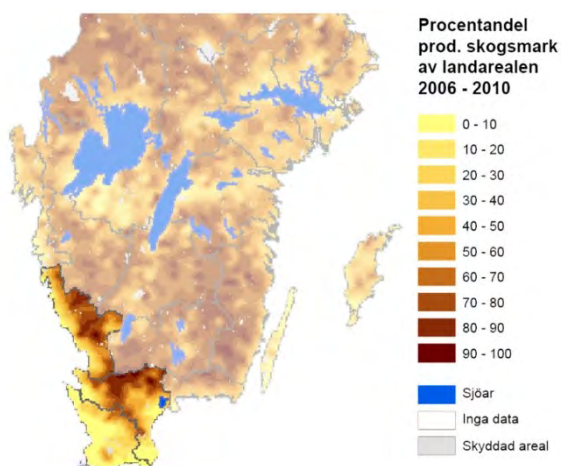 Procentandel
prod. skogsmark
av landarealen
2006 - 2010
0 - 10
10 - 20
20 - 30
30 - 40
40 - 50
50 - 60
60 - 70
70 - 80
80 - 90
90 - 100
Sjöar
Inga data
Skyddad areal